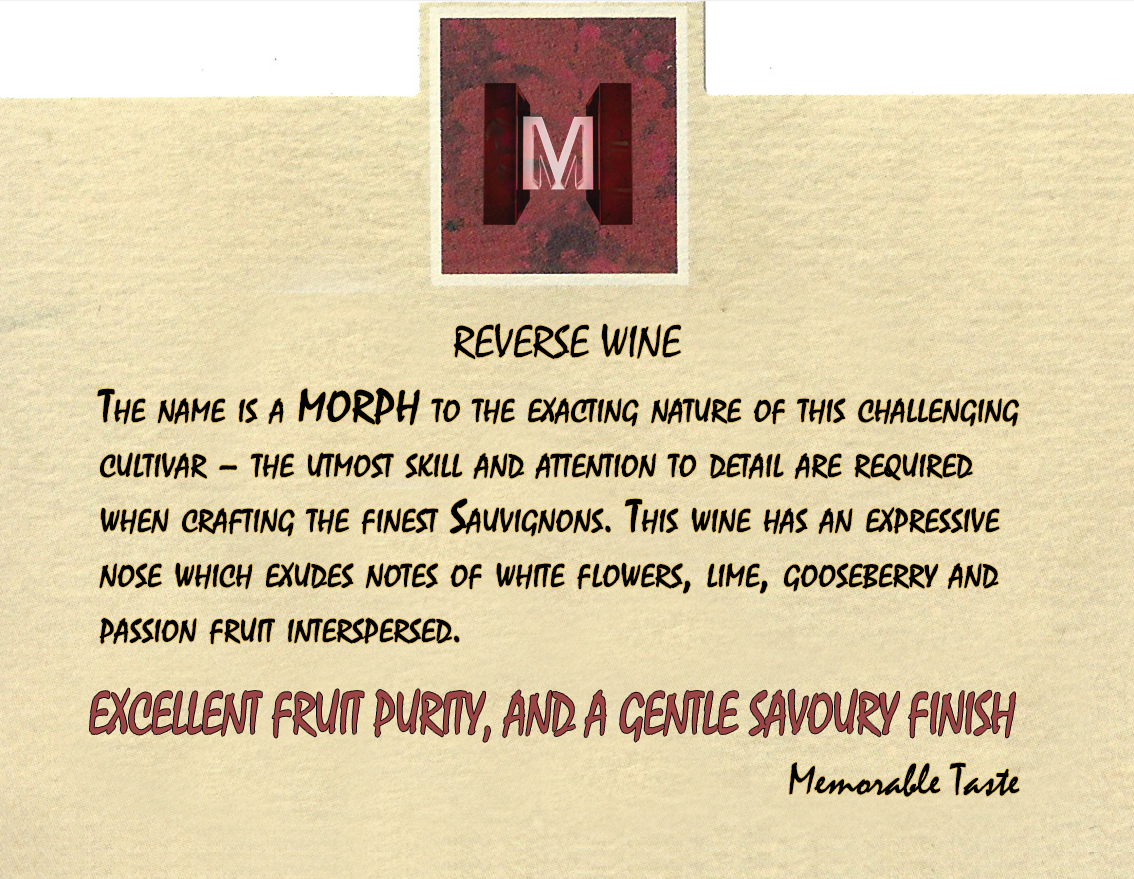 M
REVERSE WINE
THE NAME IS A MORPH TO THE EXACTING NATURE OF THIS CHALLENGING
CULTIVAR – THE UTMOST SKILL AND ATTENTION TO DETAIL ARE REQUIRED
WHEN CRAFTING THE FINEST SAUVIGNONS. THIS WINE HAS AN EXPRESSIVE
NOSE WHICH EXUDES NOTES OF WHITE FLOWERS, LIME, GOOSEBERRY AND
PASSION FRUIT INTERSPERSED.
EXCELLENT FRUIT PURITY, AND A GENTLE SAVOURY FINISH
Memorable Taste